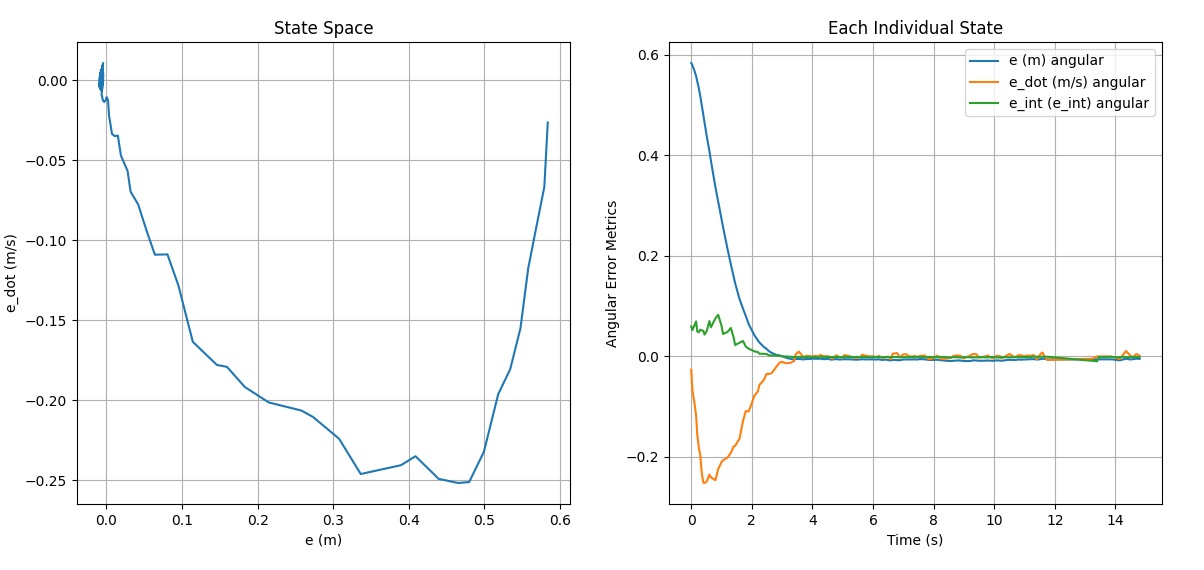 State Space
0.00
−0.05
−0.10
−0.15
−0.20
−0.25
e_dot (m/s)
0.0 0.1 0.2 0.3 0.4 0.5 0.6
e (m)
Each Individual State
0.6
0.4
0.2
0.0
−0.2
Angular Error Metrics
e (m) angular
e_dot (m/s) angular
e_int (e_int) angular
0 2 4 6 8 10 12 14
Time (s)